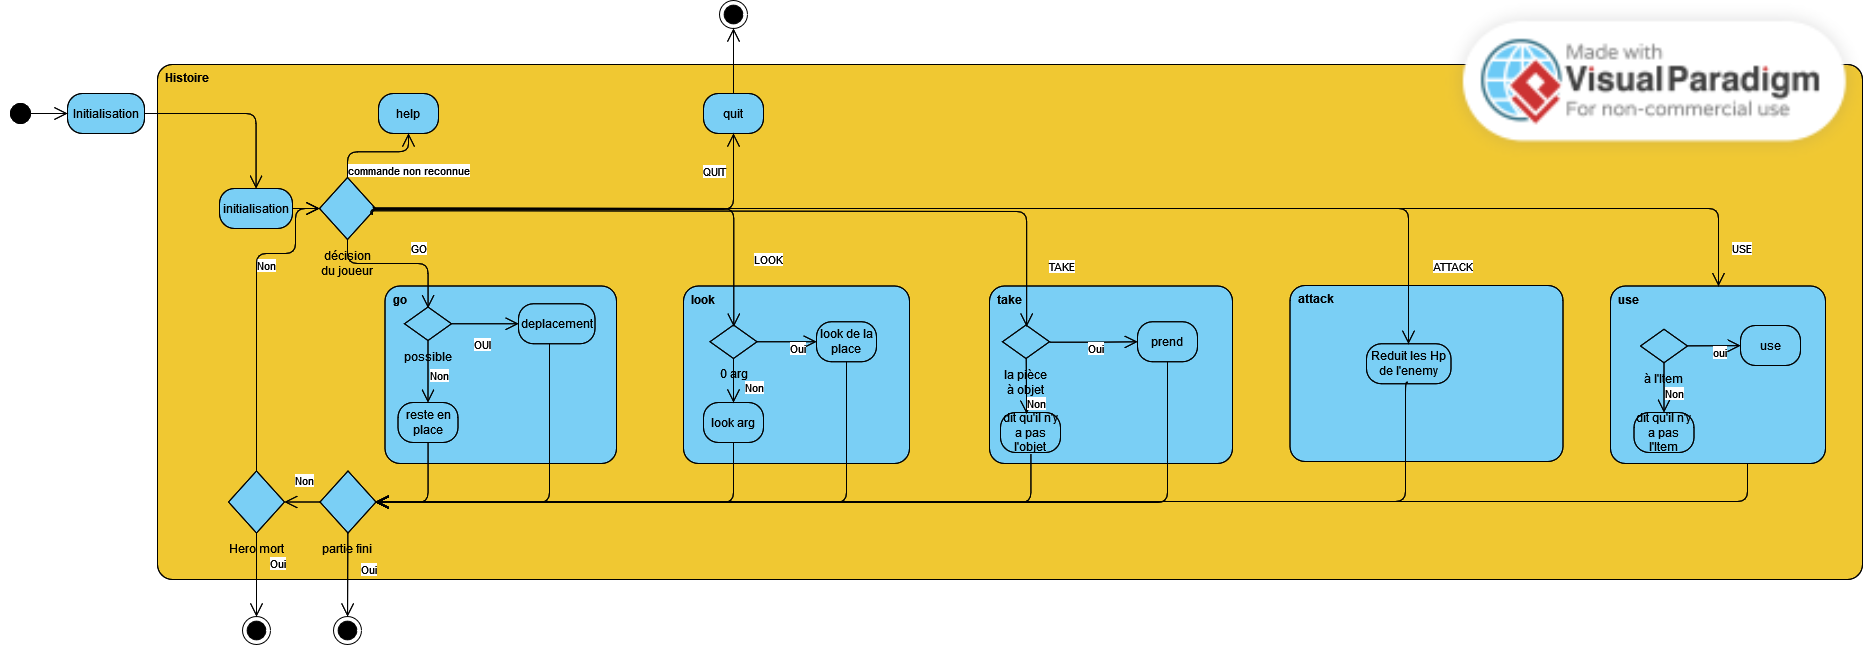 Made with
Visual Paradigm
For non-commercial use
Histoire
Initialisation
help
quit
commande non reconnue
QUIT
initialisation
décision
du joueur
GO
Non
LOOK
TAKE
ATTACK
USE
go
deplacement
OUI
possible
Non
reste en
place
look
look de la
place
Oui
0 arg
Non
look arg
take
prend
Oui
la pièce
à objet
Non
dit qu'il n'y
a pas
l'objet
attack
Reduit les Hp
de l'enemy
use
use
oui
à l'Item
Non
dit qu'il n'y
a pas
l'Item
Non
Hero mort
Oui
partie fini
Oui